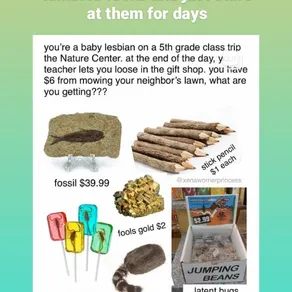 at them for days
you're a baby lesbian on a 5th grade class trip
the Nature Center. at the end of the day, y
teacher lets you loose in the gift shop. you have
$6 from mowing your neighbor's lawn, what are
you getting???
stick pencil
$1 each
@xenawomerprincess
fossil $39.99
fools gold $2
$3.99
JUMPING
BEANS
latent bugs